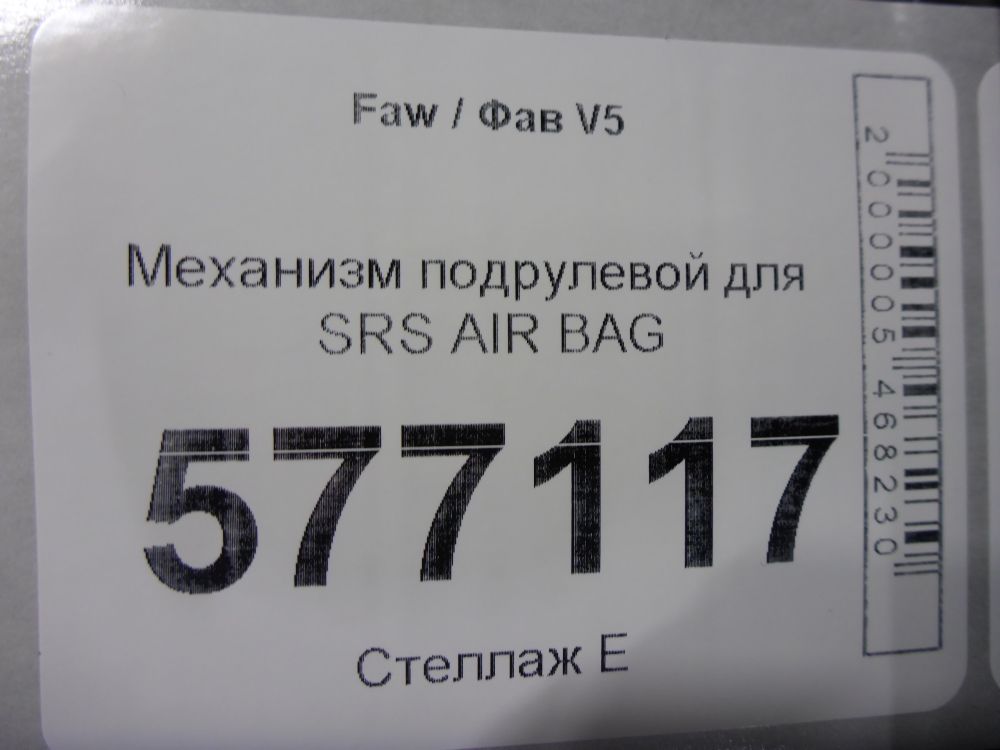 Faw / Фав V5
Механизм подрулевой для
SRS AIR BAG
577117
Стеллаж Е
2000005468230